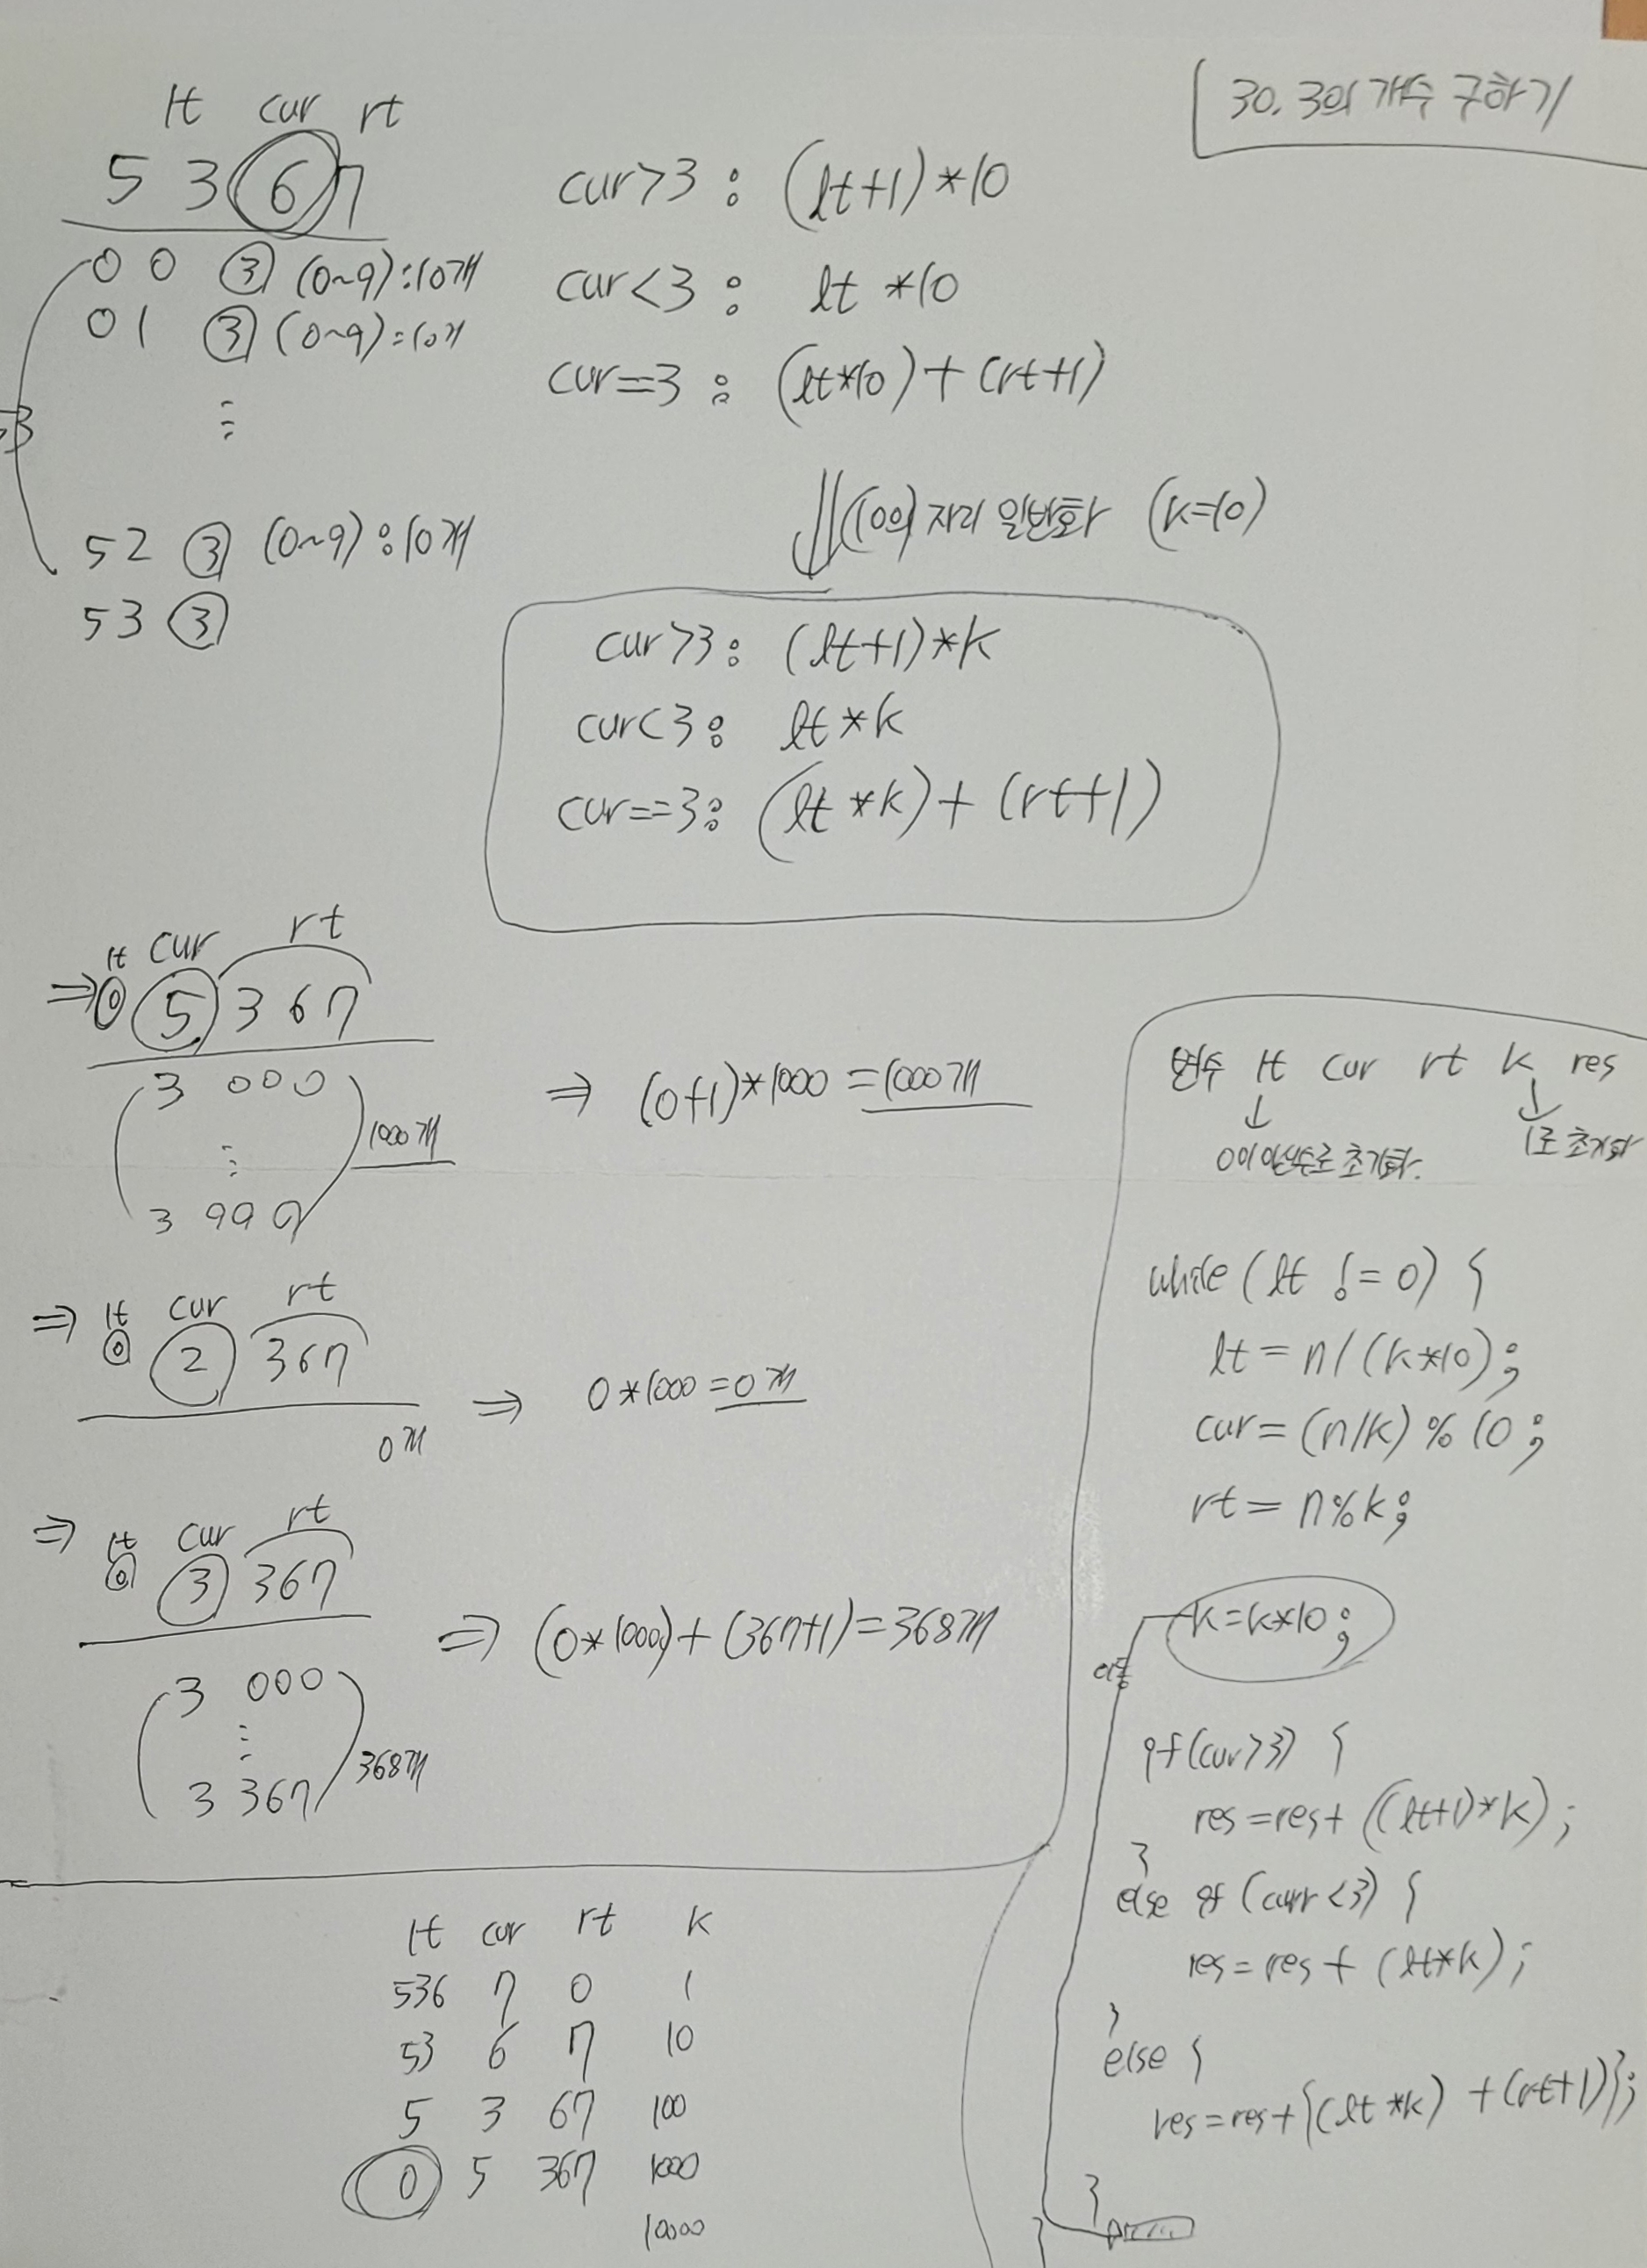 30. 3의 개수 구하기
lt cur rt
5 3 6 7
0 0 3 (0~9) : 10개
0 1 3 (0~9) : 10개
⋮
52 3 (0~9) : 10개
53 3
cur>3 : (lt+1)*10
cur<3 : lt *10
cur==3 : (lt*10)+(rt+1)
(10의) 자리 일반화 (k=10)
cur>3: (lt+1)*k
cur<3: lt*k
cur==3: (lt*k)+(rt+1)
lt cur rt
⇒ 0 5 367
3 000
⋮
3 999
1000개
⇒ (0+1)*1000 = 1000개
⇒ lt cur rt
0 2 367
0개
⇒ 0*1000 = 0개
⇒ lt cur rt
0 3 367
⇒ (0*1000)+(367+1)=368개
3 000
⋮
3 367
368개
lt cur rt k
536 7 0 1
53 6 7 10
5 3 67 100
0 5 367 1000
10000
변수 lt cur rt k res
↓ ↓
0이 아닌수로 초기화. 1로 초기화
while (lt != 0) {
lt = n/(k*10);
cur = (n/k) % 10;
rt = n%k;
k=k*10;
이동
if(cur>3) {
res=res+ ((lt+1)*k);
}
else if (curr<3) {
res=res+ (lt*k);
}
else {
res=res+{(lt*k) +(rt+1)};
}
}